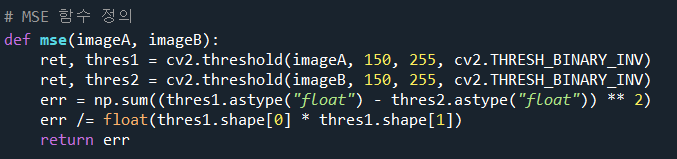 # MSE 함수 정의
def mse(imageA, imageB):
    ret, thres1 = cv2.threshold(imageA, 150, 255, cv2.THRESH_BINARY_INV)
    ret, thres2 = cv2.threshold(imageB, 150, 255, cv2.THRESH_BINARY_INV)
    err = np.sum((thres1.astype("float") - thres2.astype("float")) ** 2)
    err /= float(thres1.shape[0] * thres1.shape[1])
    return err